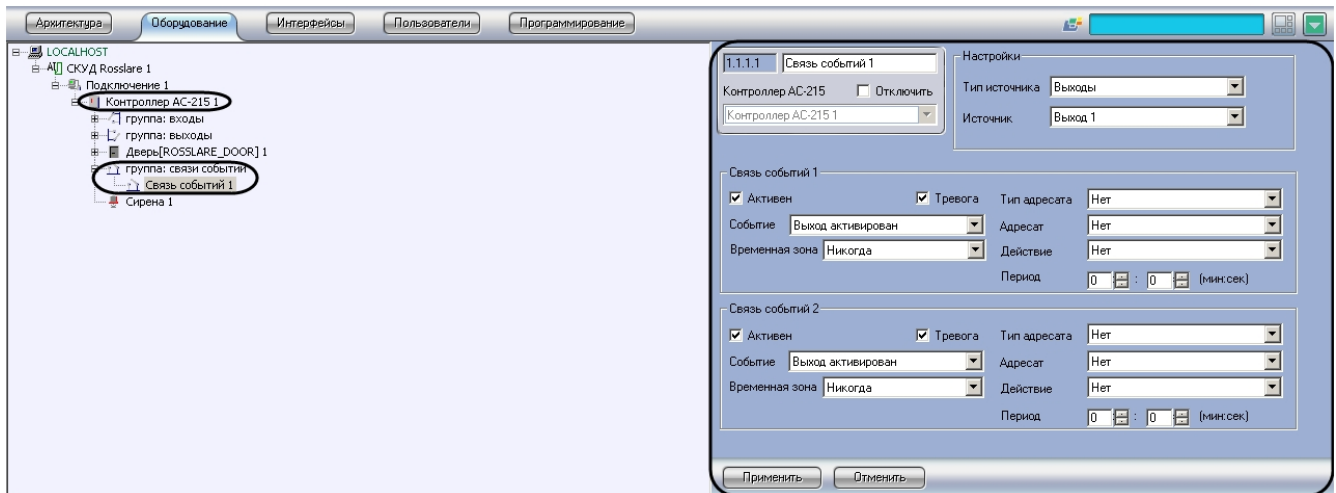 Архитектура Оборудование Интерфейсы Пользователи Программирование
LOCALHOST
СКУД Rosslare 1
Подключение 1
Контроллер AC-215 1
группа: входы
группа: выходы
Дверь[ROSSLARE_DOOR] 1
группа: связи событий
Связь событий 1
Сирена 1
1.1.1.1 Связь событий 1
Контроллер AC-215 Отключить
Контроллер AC-215 1
Настройки
Тип источника Выходы
Источник Выход 1
Связь событий 1
Активен Тревога Тип адресата Нет
Событие Выход активирован Адресат Нет
Временная зона Никогда Действие Нет
Период 0 : 0 (мин:сек)
Связь событий 2
Активен Тревога Тип адресата Нет
Событие Выход активирован Адресат Нет
Временная зона Никогда Действие Нет
Период 0 : 0 (мин:сек)
Применить Отменить